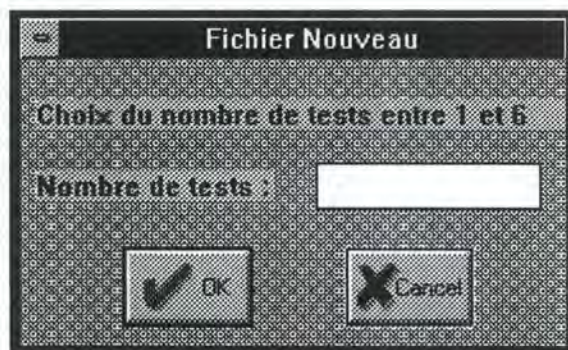 Fichier Nouveau
Choix du nombre de tests entre 1 et 6
Nombre de tests :
OK
Cancel